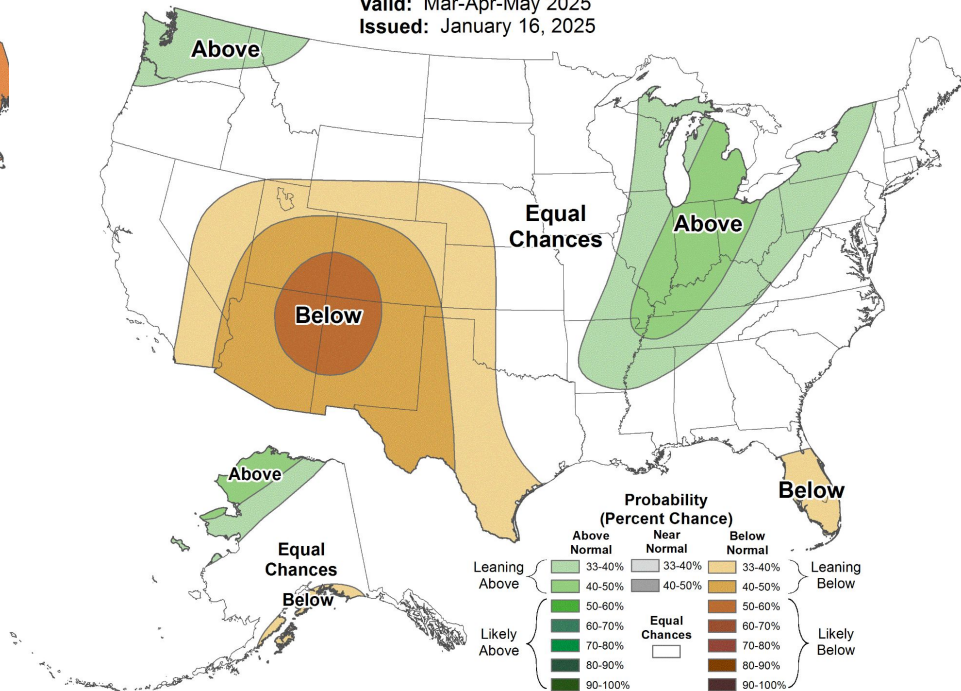 Valid: Mar-Apr-May 2025
Issued: January 16, 2025
Above
Equal
Chances
Above
Below
Below
Above
Equal
Chances
Below
Probability
(Percent Chance)
Above
Normal
Near
Normal
Below
Normal
Leaning
Above
33-40%
33-40%
33-40%
Leaning
Below
40-50%
40-50%
40-50%
Likely
Above
50-60%
50-60%
60-70%
Equal
Chances
60-70%
Likely
Below
70-80%
70-80%
80-90%
80-90%
90-100%
90-100%